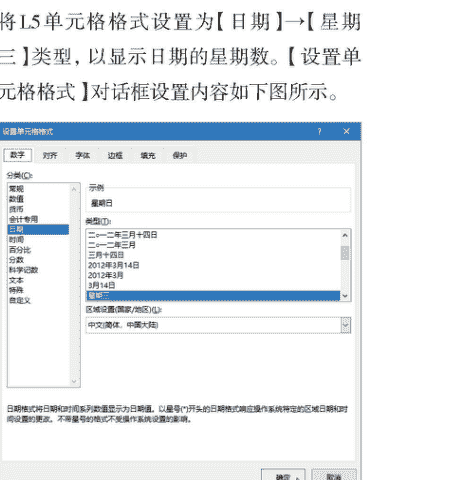 将L5单元格格式设置为【日期】→【星期
三】类型，以显示日期的星期数。【设置单
元格格式】对话框设置内容如下图所示。
设置单元格格式
? ×
数字 对齐 字体 边框 填充 保护
分类(C):
常规
数值
货币
会计专用
日期
时间
百分比
分数
科学记数
文本
特殊
自定义
示例
星期日
类型(T):
二○一二年三月十四日
二○一二年三月
三月十四日
2012年3月14日
2012年3月
3月14日
星期三
区域设置(国家/地区)(L):
中文(简体，中国大陆)
日期格式将日期和时间系列数值显示为日期值。以星号(*)开头的日期格式响应操作系统特定的区域日期和时
间设置的更改。不带星号的格式不受操作系统设置的影响。
确定 取消